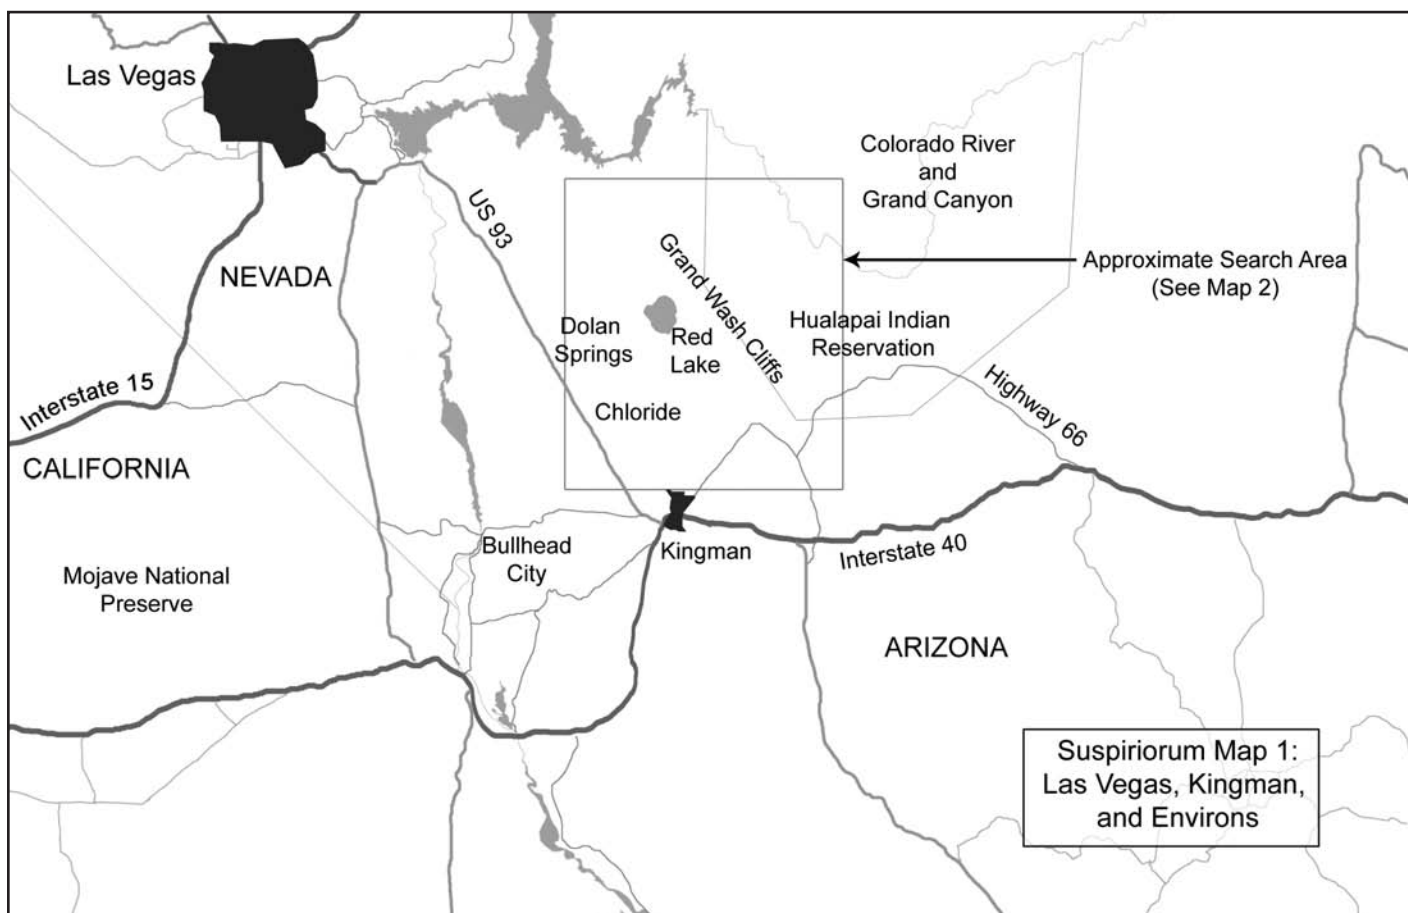 Las Vegas
Colorado River
and
Grand Canyon
US 93
Grand Wash Cliffs
Approximate Search Area
(See Map 2)
NEVADA
Dolan
Springs
Red
Lake
Hualapai Indian
Reservation
Interstate 15
Chloride
Highway 66
CALIFORNIA
Bullhead
City
Kingman
Interstate 40
Mojave National
Preserve
ARIZONA
Suspiriorum Map 1:
Las Vegas, Kingman,
and Environs